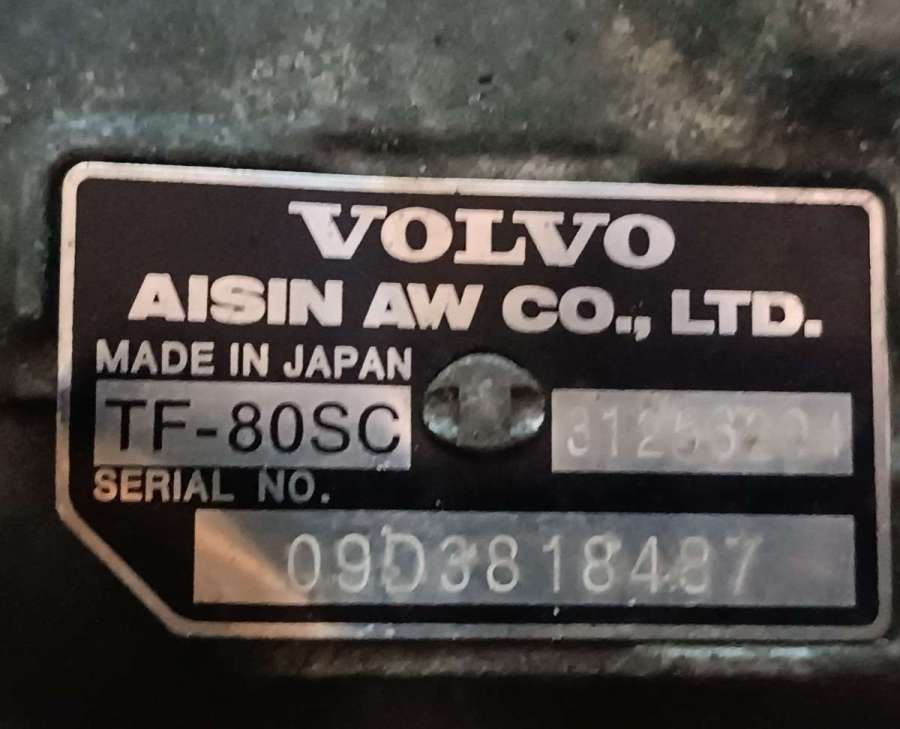 VOLVO
AISIN AW CO., LTD.
MADE IN JAPAN
TF-80SC
SERIAL NO.
09D3818487